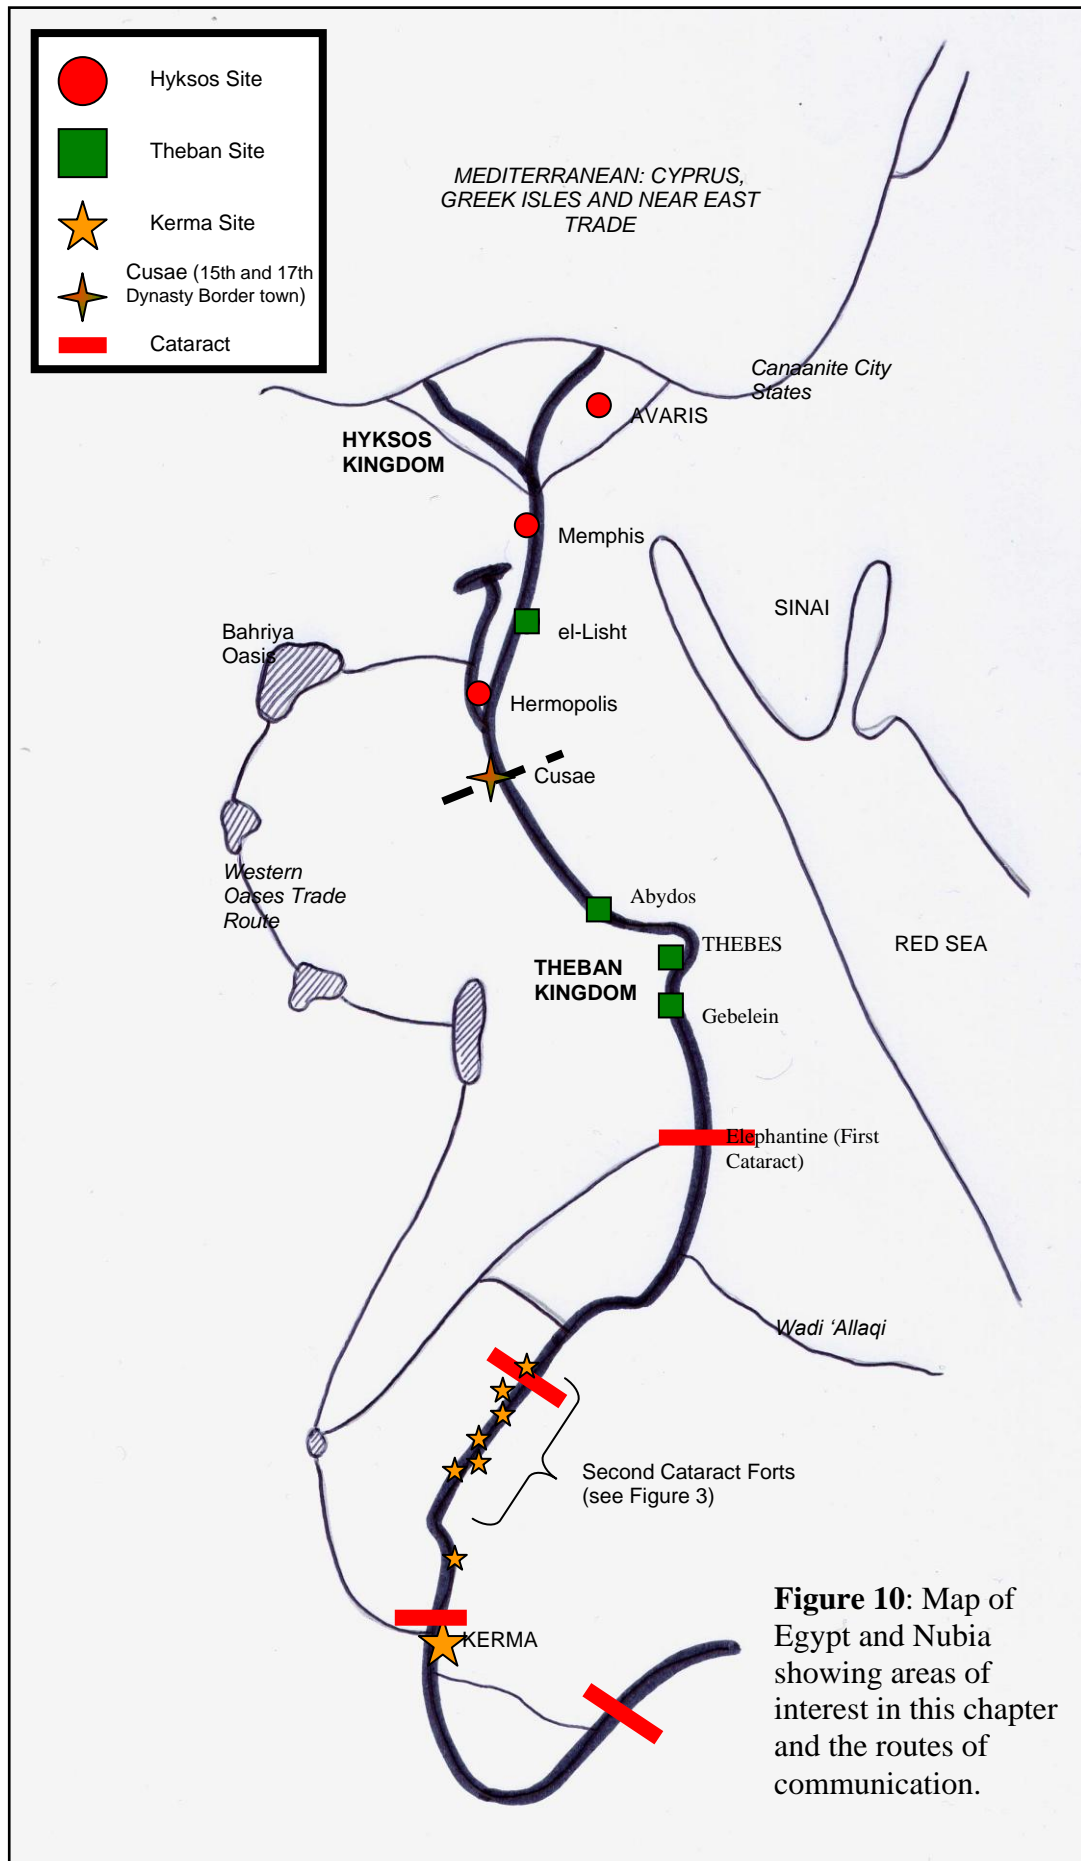 Hyksos Site
Theban Site
Kerma Site
Cusae (15th and 17th
Dynasty Border town)
Cataract
MEDITERRANEAN: CYPRUS,
GREEK ISLES AND NEAR EAST
TRADE
Canaanite City
States
AVARIS
HYKSOS
KINGDOM
Memphis
SINAI
el-Lisht
Bahriya
Oasis
Hermopolis
Cusae
Western
Oases Trade
Route
Abydos
THEBES
RED SEA
THEBAN
KINGDOM
Gebelein
Elephantine (First
Cataract)
Wadi ‘Allaqi
Second Cataract Forts
(see Figure 3)
KERMA
Figure 10: Map of
Egypt and Nubia
showing areas of
interest in this chapter
and the routes of
communication.